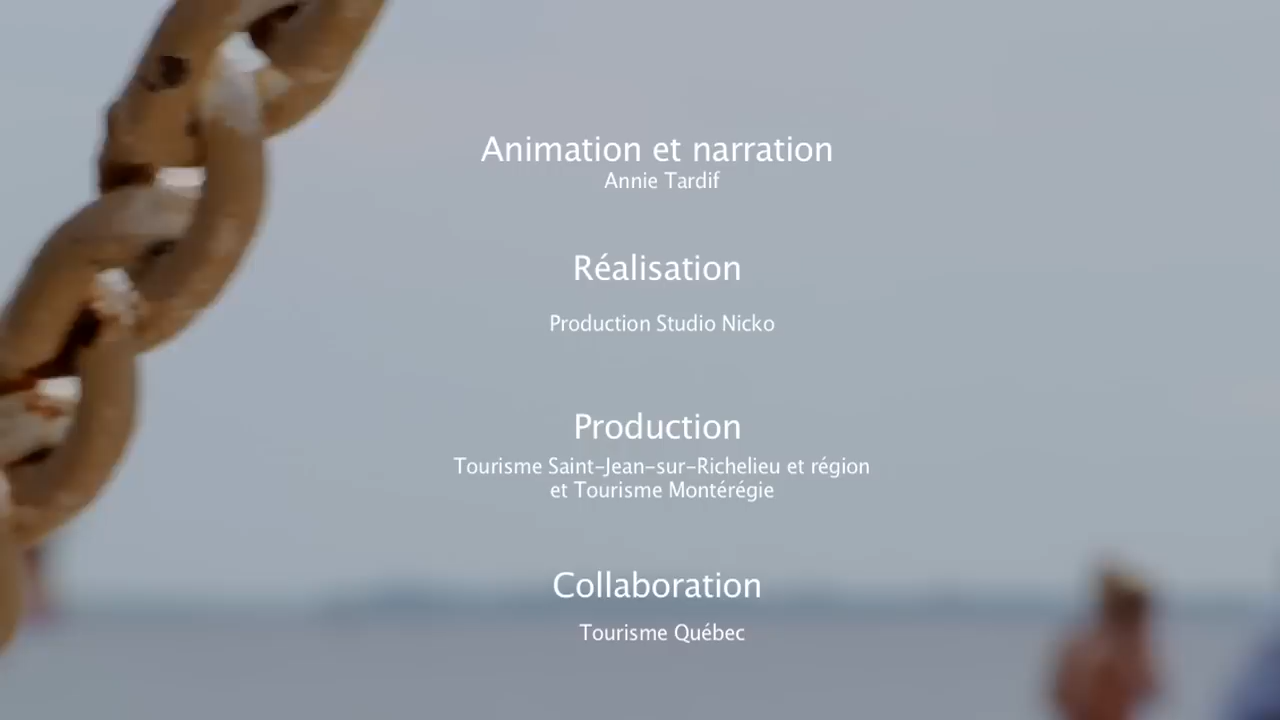 Animation et narration
Annie Tardif
Réalisation
Production Studio Nicko
Production
Tourisme Saint-Jean-sur-Richelieu et région
et Tourisme Montérégie
Collaboration
Tourisme Québec